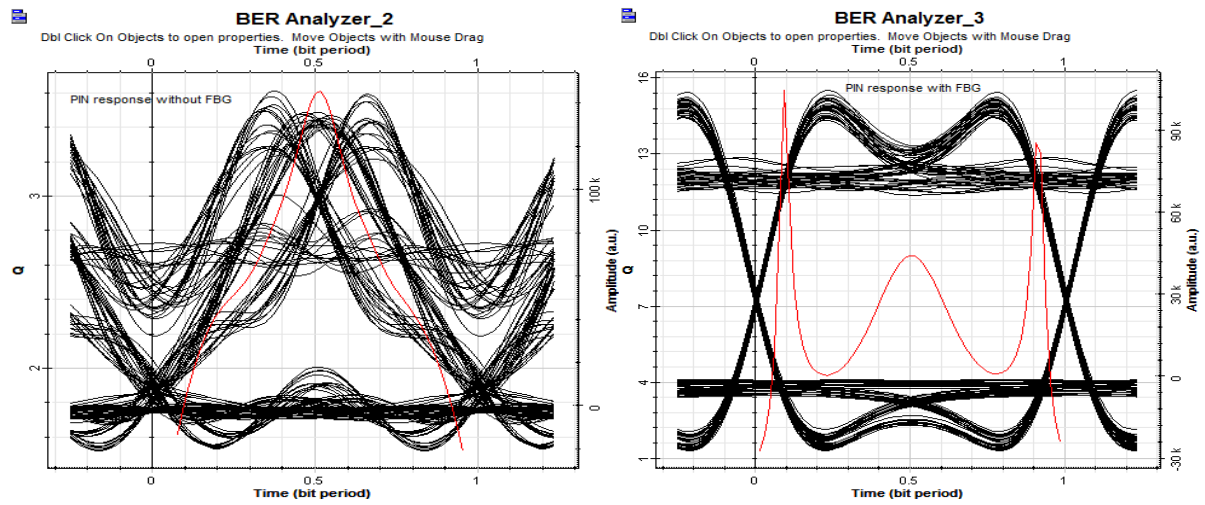 BER Analyzer_2
Dbl Click On Objects to open properties. Move Objects with Mouse Drag
Time (bit period)
0 0.5 1
PIN response without FBG
3
2
Q
100 k
0
Amplitude (a.u.)
0 0.5 1
Time (bit period)
BER Analyzer_3
Dbl Click On Objects to open properties. Move Objects with Mouse Drag
Time (bit period)
0 0.5 1
PIN response with FBG
16
13
10
7
4
1
Q
90 k
60 k
30 k
0
-30 k
Amplitude (a.u.)
0 0.5 1
Time (bit period)